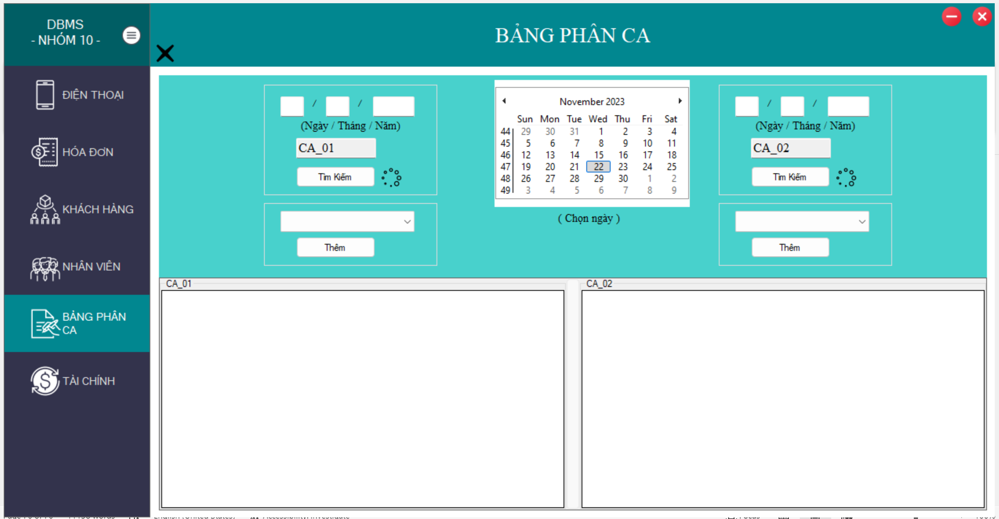 DBMS
- NHÓM 10 -
BẢNG PHÂN CA
ĐIỆN THOẠI
HÓA ĐƠN
KHÁCH HÀNG
NHÂN VIÊN
BẢNG PHÂN
CA
TÀI CHÍNH
/ /
(Ngày / Tháng / Năm)
CA_01
Tìm Kiếm
Thêm
November 2023
Sun Mon Tue Wed Thu Fri Sat
44 29 30 31 1 2 3 4
45 5 6 7 8 9 10 11
46 12 13 14 15 16 17 18
47 19 20 21 22 23 24 25
48 26 27 28 29 30 1 2
49 3 4 5 6 7 8 9
( Chọn ngày )
/ /
(Ngày / Tháng / Năm)
CA_02
Tìm Kiếm
Thêm
CA_01
CA_02